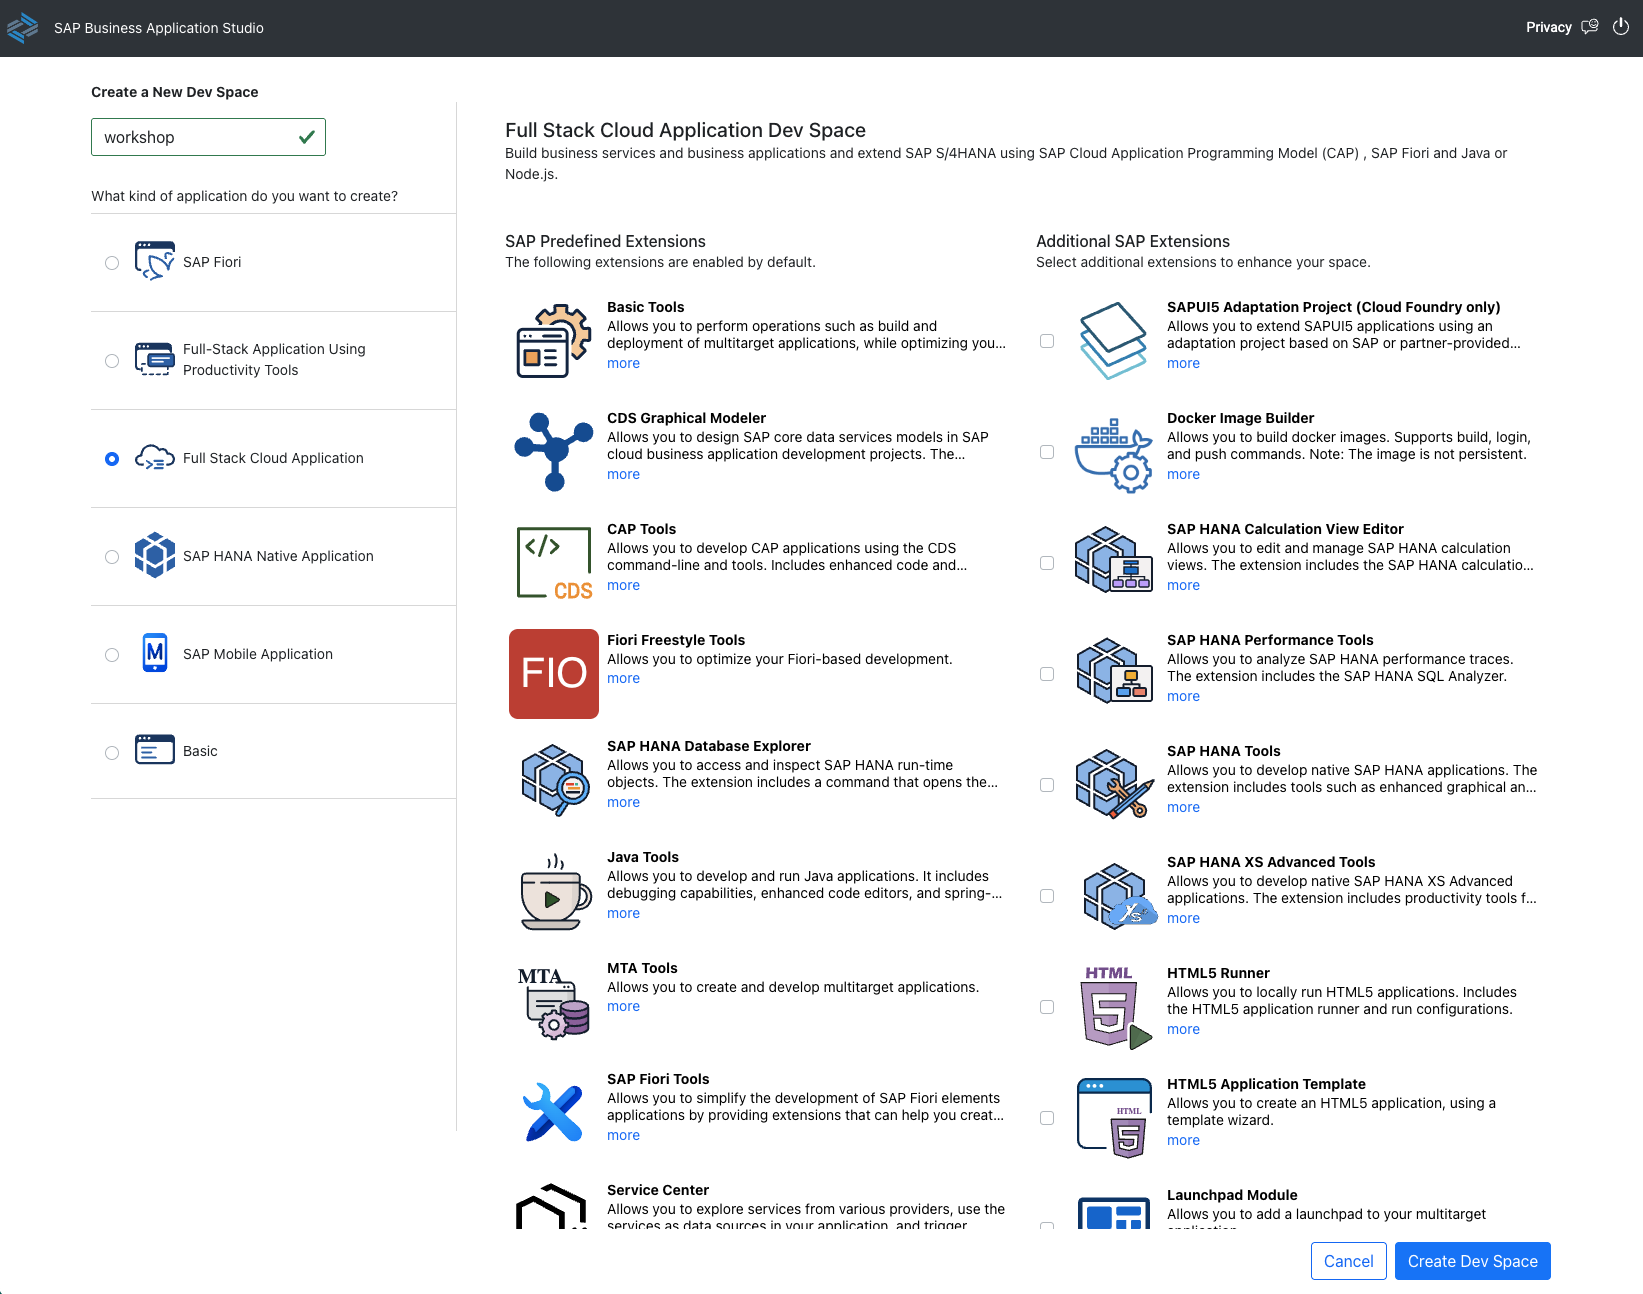 SAP Business Application Studio
Privacy
Create a New Dev Space
workshop
What kind of application do you want to create?
SAP Fiori
Full-Stack Application Using
Productivity Tools
Full Stack Cloud Application
SAP HANA Native Application
M
SAP Mobile Application
Basic
Full Stack Cloud Application Dev Space
Build business services and business applications and extend SAP S/4HANA using SAP Cloud Application Programming Model (CAP) , SAP Fiori and Java or
Node.js.
SAP Predefined Extensions
The following extensions are enabled by default.
Basic Tools
Allows you to perform operations such as build and
deployment of multitarget applications, while optimizing you...
more
CDS Graphical Modeler
Allows you to design SAP core data services models in SAP
cloud business application development projects. The...
more
</>
CDS
CAP Tools
Allows you to develop CAP applications using the CDS
command-line and tools. Includes enhanced code and...
more
FIO
Fiori Freestyle Tools
Allows you to optimize your Fiori-based development.
more
SAP HANA Database Explorer
Allows you to access and inspect SAP HANA run-time
objects. The extension includes a command that opens the...
more
Java Tools
Allows you to develop and run Java applications. It includes
debugging capabilities, enhanced code editors, and spring-...
more
MTA
MTA Tools
Allows you to create and develop multitarget applications.
more
SAP Fiori Tools
Allows you to simplify the development of SAP Fiori elements
applications by providing extensions that can help you creat...
more
Service Center
Allows you to explore services from various providers, use the
services as data sources in your application, and trigger
Additional SAP Extensions
Select additional extensions to enhance your space.
SAPUI5 Adaptation Project (Cloud Foundry only)
Allows you to extend SAPUI5 applications using an
adaptation project based on SAP or partner-provided...
more
Docker Image Builder
Allows you to build docker images. Supports build, login,
and push commands. Note: The image is not persistent.
more
SAP HANA Calculation View Editor
Allows you to edit and manage SAP HANA calculation
views. The extension includes the SAP HANA calculatio...
more
SAP HANA Performance Tools
Allows you to analyze SAP HANA performance traces.
The extension includes the SAP HANA SQL Analyzer.
more
SAP HANA Tools
Allows you to develop native SAP HANA applications. The
extension includes tools such as enhanced graphical an...
more
XS
SAP HANA XS Advanced Tools
Allows you to develop native SAP HANA XS Advanced
applications. The extension includes productivity tools f...
more
HTML
5
HTML5 Runner
Allows you to locally run HTML5 applications. Includes
the HTML5 application runner and run configurations.
more
HTML
5
HTML5 Application Template
Allows you to create an HTML5 application, using a
template wizard.
more
Launchpad Module
Allows you to add a launchpad to your multitarget
application.
Cancel
Create Dev Space